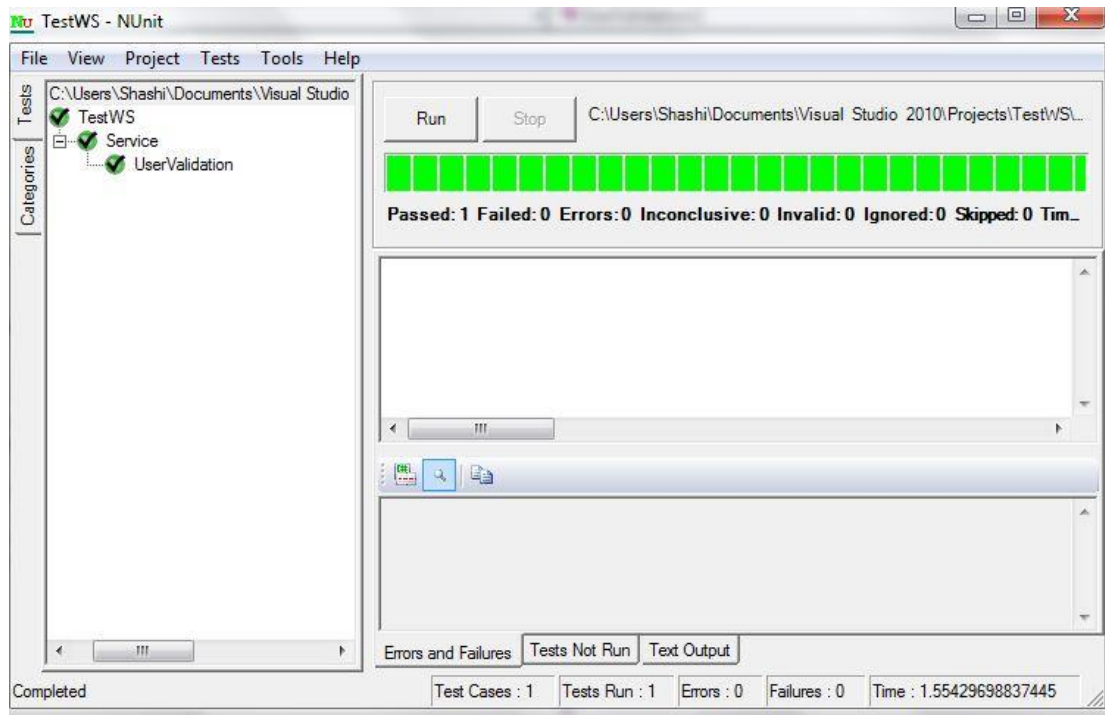 NU TestWS - NUnit
File View Project Tests Tools Help
Tests
Categories
C:\Users\Shashi\Documents\Visual Studio
TestWS
Service
UserValidation
Run Stop C:\Users\Shashi\Documents\Visual Studio 2010\Projects\TestWS\...
Passed: 1 Failed: 0 Errors: 0 Inconclusive: 0 Invalid: 0 Ignored: 0 Skipped: 0 Tim...
Errors and Failures Tests Not Run Text Output
Completed Test Cases : 1 Tests Run : 1 Errors : 0 Failures : 0 Time : 1.55429698837445